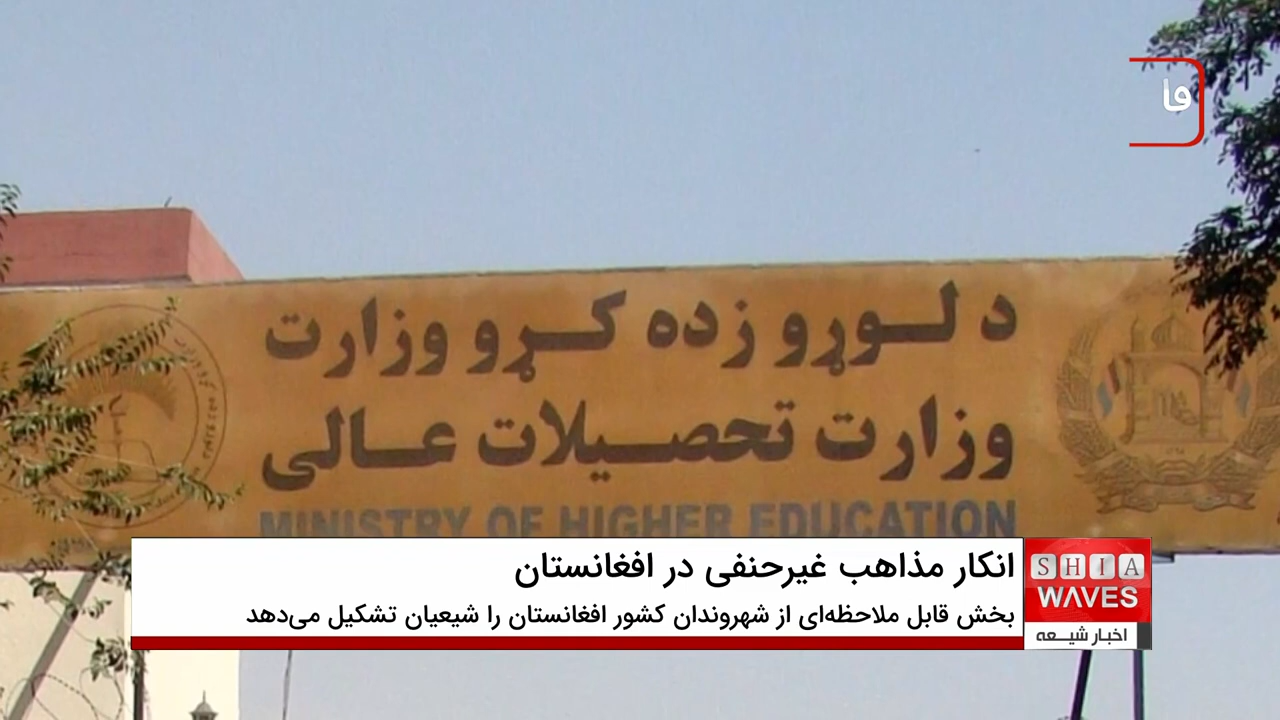 فا
د لوړو زده کړو وزارت
وزارت تحصیلات عالی
MINISTRY OF HIGHER EDUCATION
انکار مذاهب غیرحنفی در افغانستان
بخش قابل ملاحظه‌ای از شهروندان کشور افغانستان را شیعیان تشکیل می‌دهد
SHIA
WAVES
اخبار شیعه